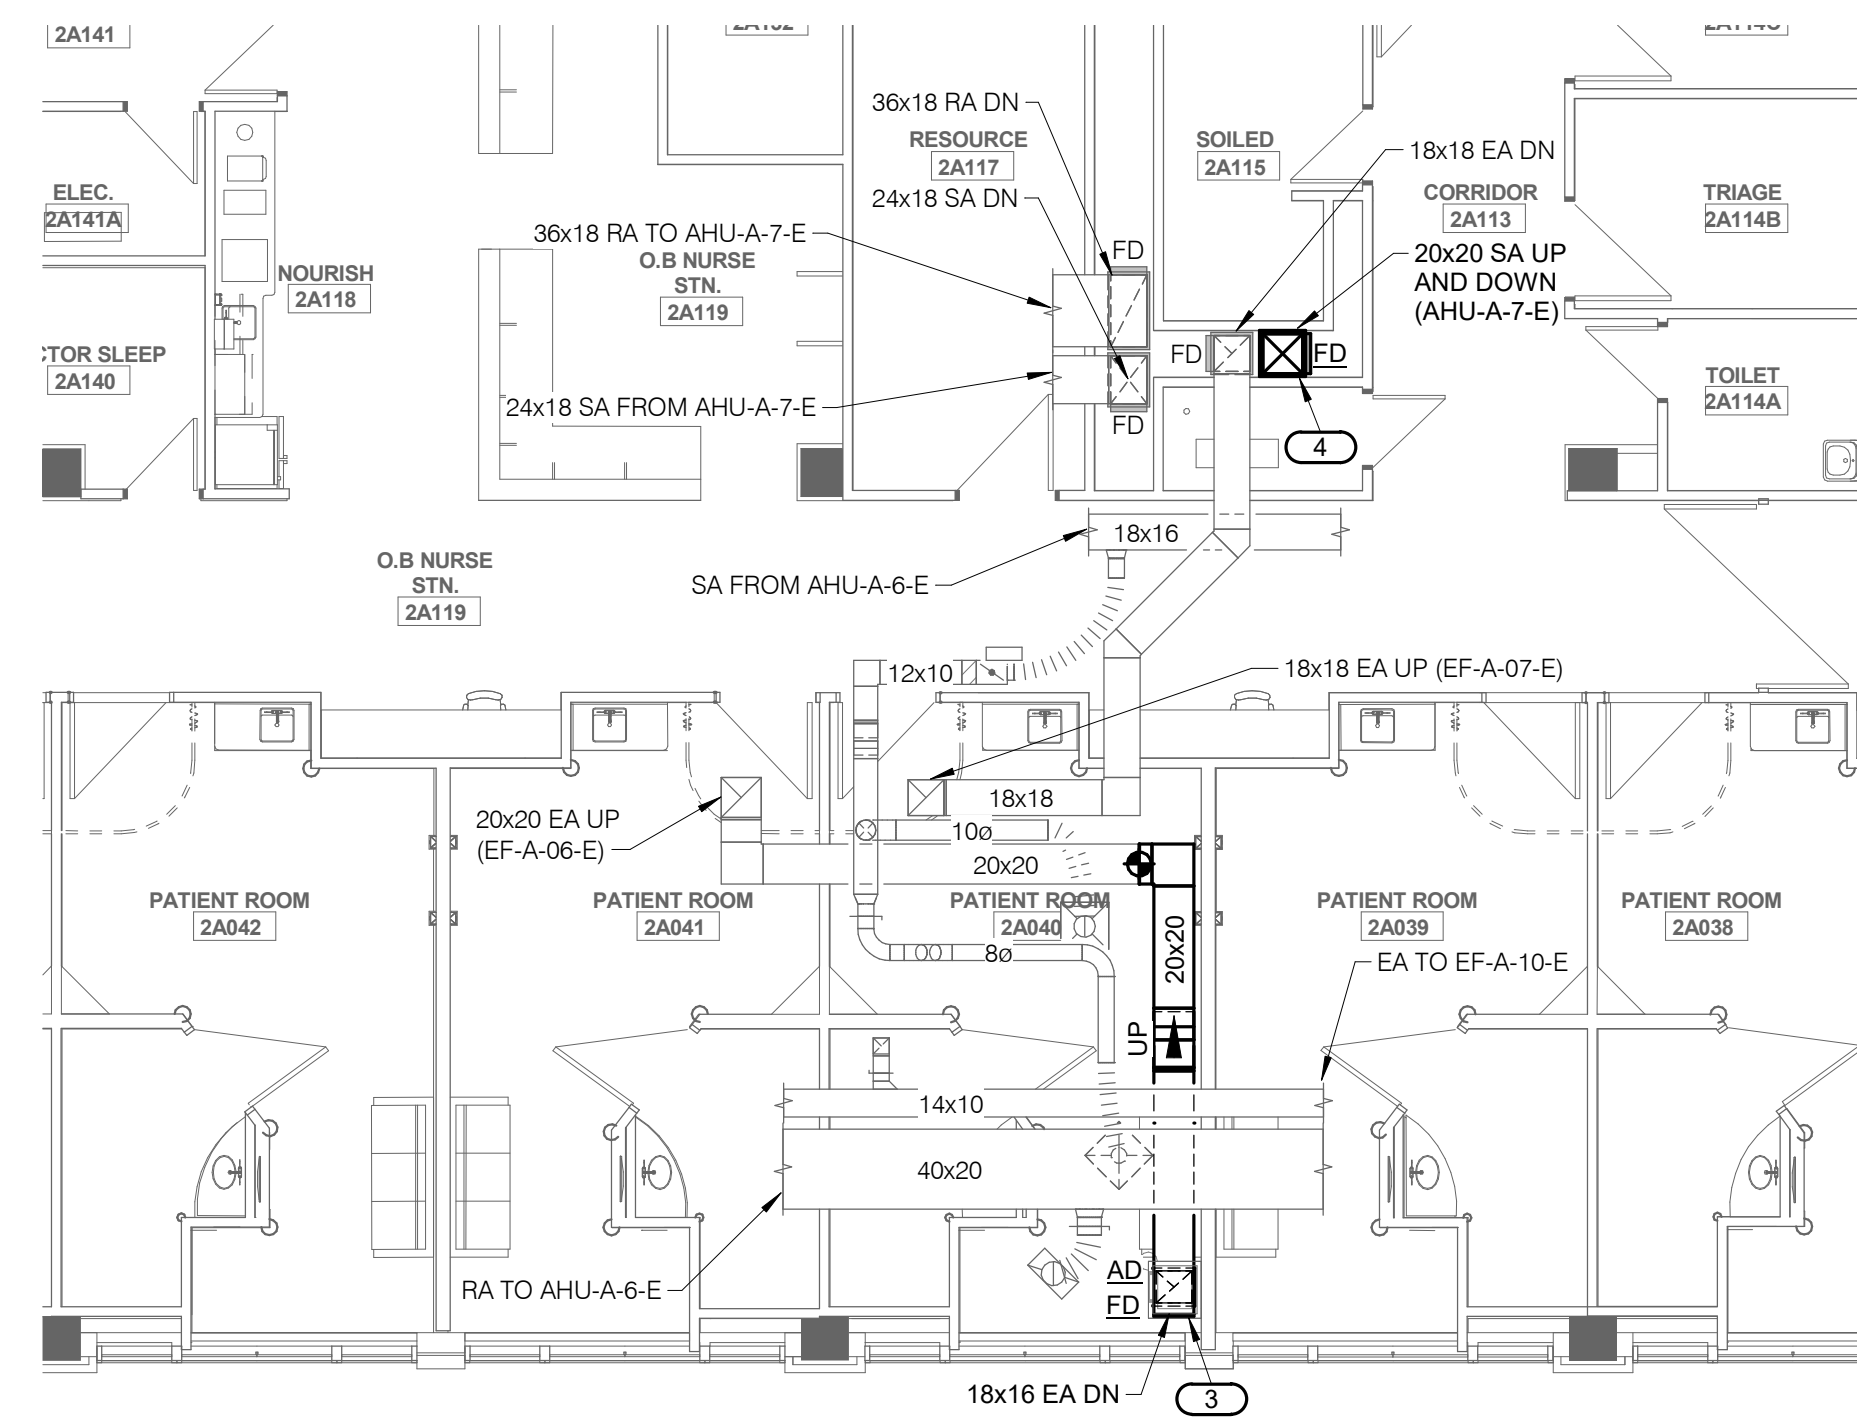 2A141
36x18 RA DN
RESOURCE
2A117
SOILED
2A115
18x18 EA DN
ELEC.
2A141A
24x18 SA DN
CORRIDOR
2A113
TRIAGE
2A114B
36x18 RA TO AHU-A-7-E
O.B NURSE
STN.
2A119
FD
20x20 SA UP
AND DOWN
(AHU-A-7-E)
NOURISH
2A118
CTOR SLEEP
2A140
FD
FD
TOILET
2A114A
24x18 SA FROM AHU-A-7-E
FD
4
18x16
O.B NURSE
STN.
2A119
SA FROM AHU-A-6-E
12x10
18x18 EA UP (EF-A-07-E)
18x18
20x20 EA UP
(EF-A-06-E)
10ø
20x20
PATIENT ROOM
2A042
PATIENT ROOM
2A041
PATIENT ROOM
2A040
PATIENT ROOM
2A039
PATIENT ROOM
2A038
20x20
8ø
EA TO EF-A-10-E
UP
14x10
40x20
RA TO AHU-A-6-E
AD
FD
18x16 EA DN
3